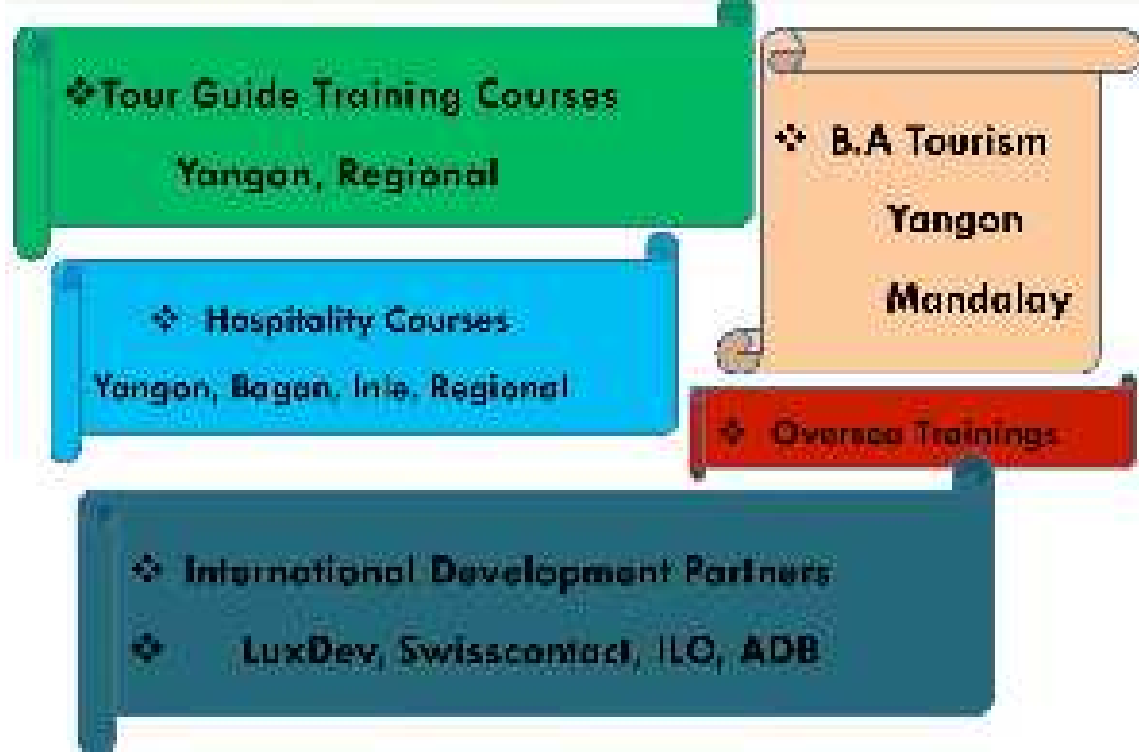 ❖Tour Guide Training Courses
Yangon, Regional
❖ B.A Tourism
Yangon
Mandalay
❖ Hospitality Courses
Yangon, Bagan, Inle, Regional
❖ Oversea Trainings
❖ International Development Partners
❖ LuxDev, Swisscontact, ILO, ADB